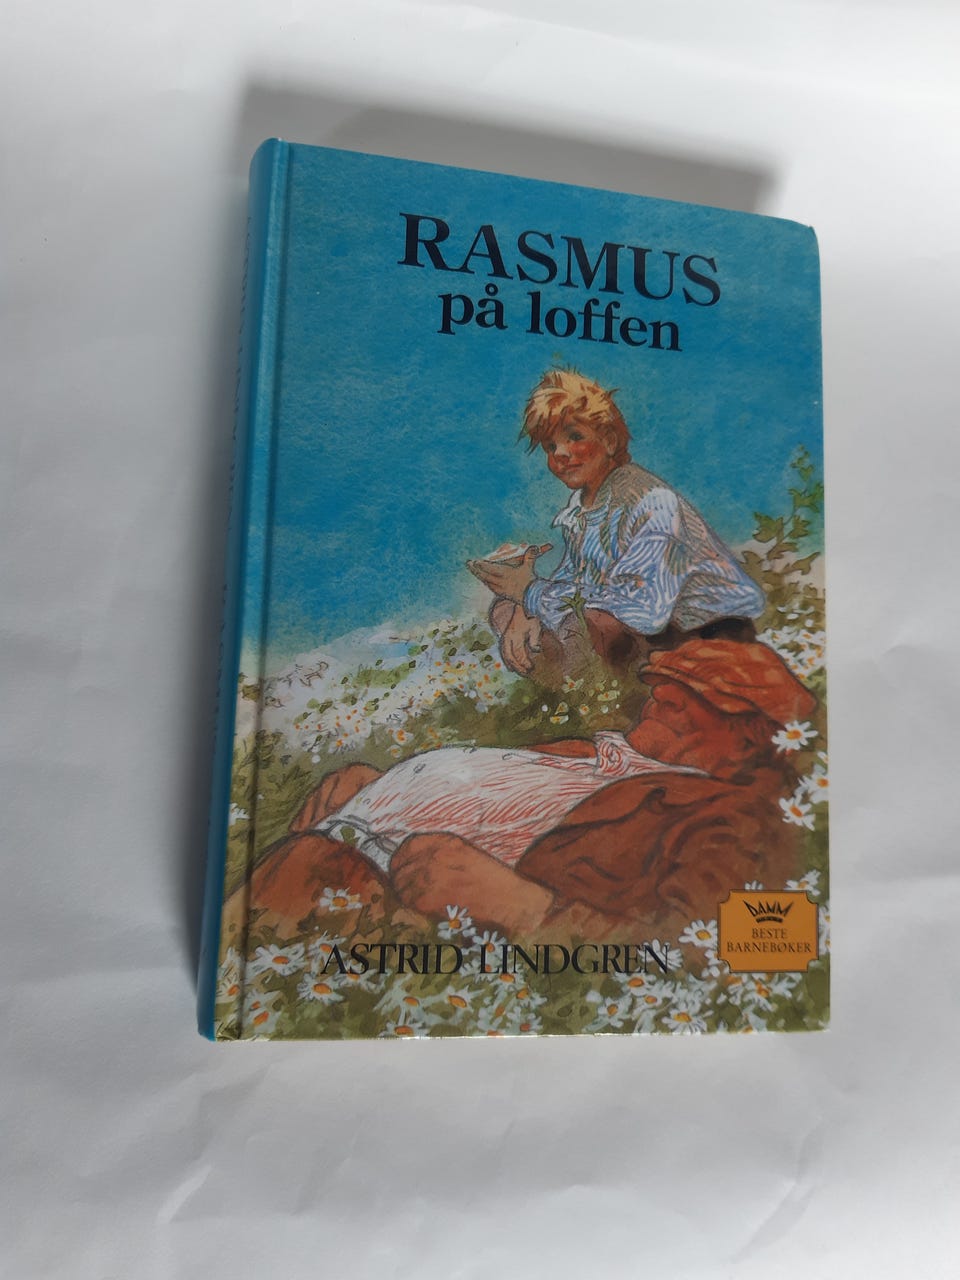 RASMUS
på loffen
ASTRID LINDGREN
DAMM
BESTE
BARNEBØKER